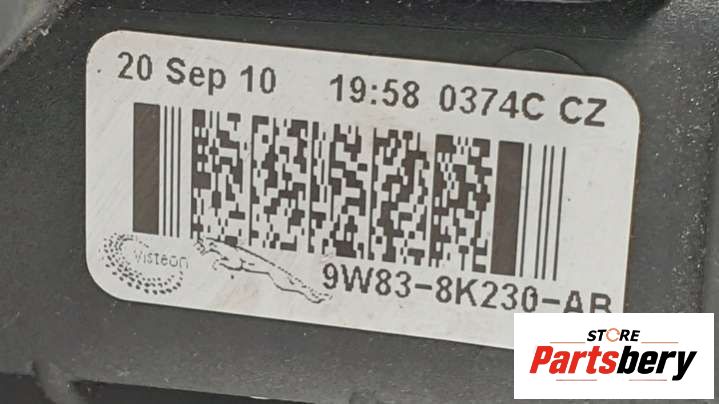 20 Sep 10 19:58 0374C CZ
Visteon
9W83-8K230-AB
STORE
Partsbery